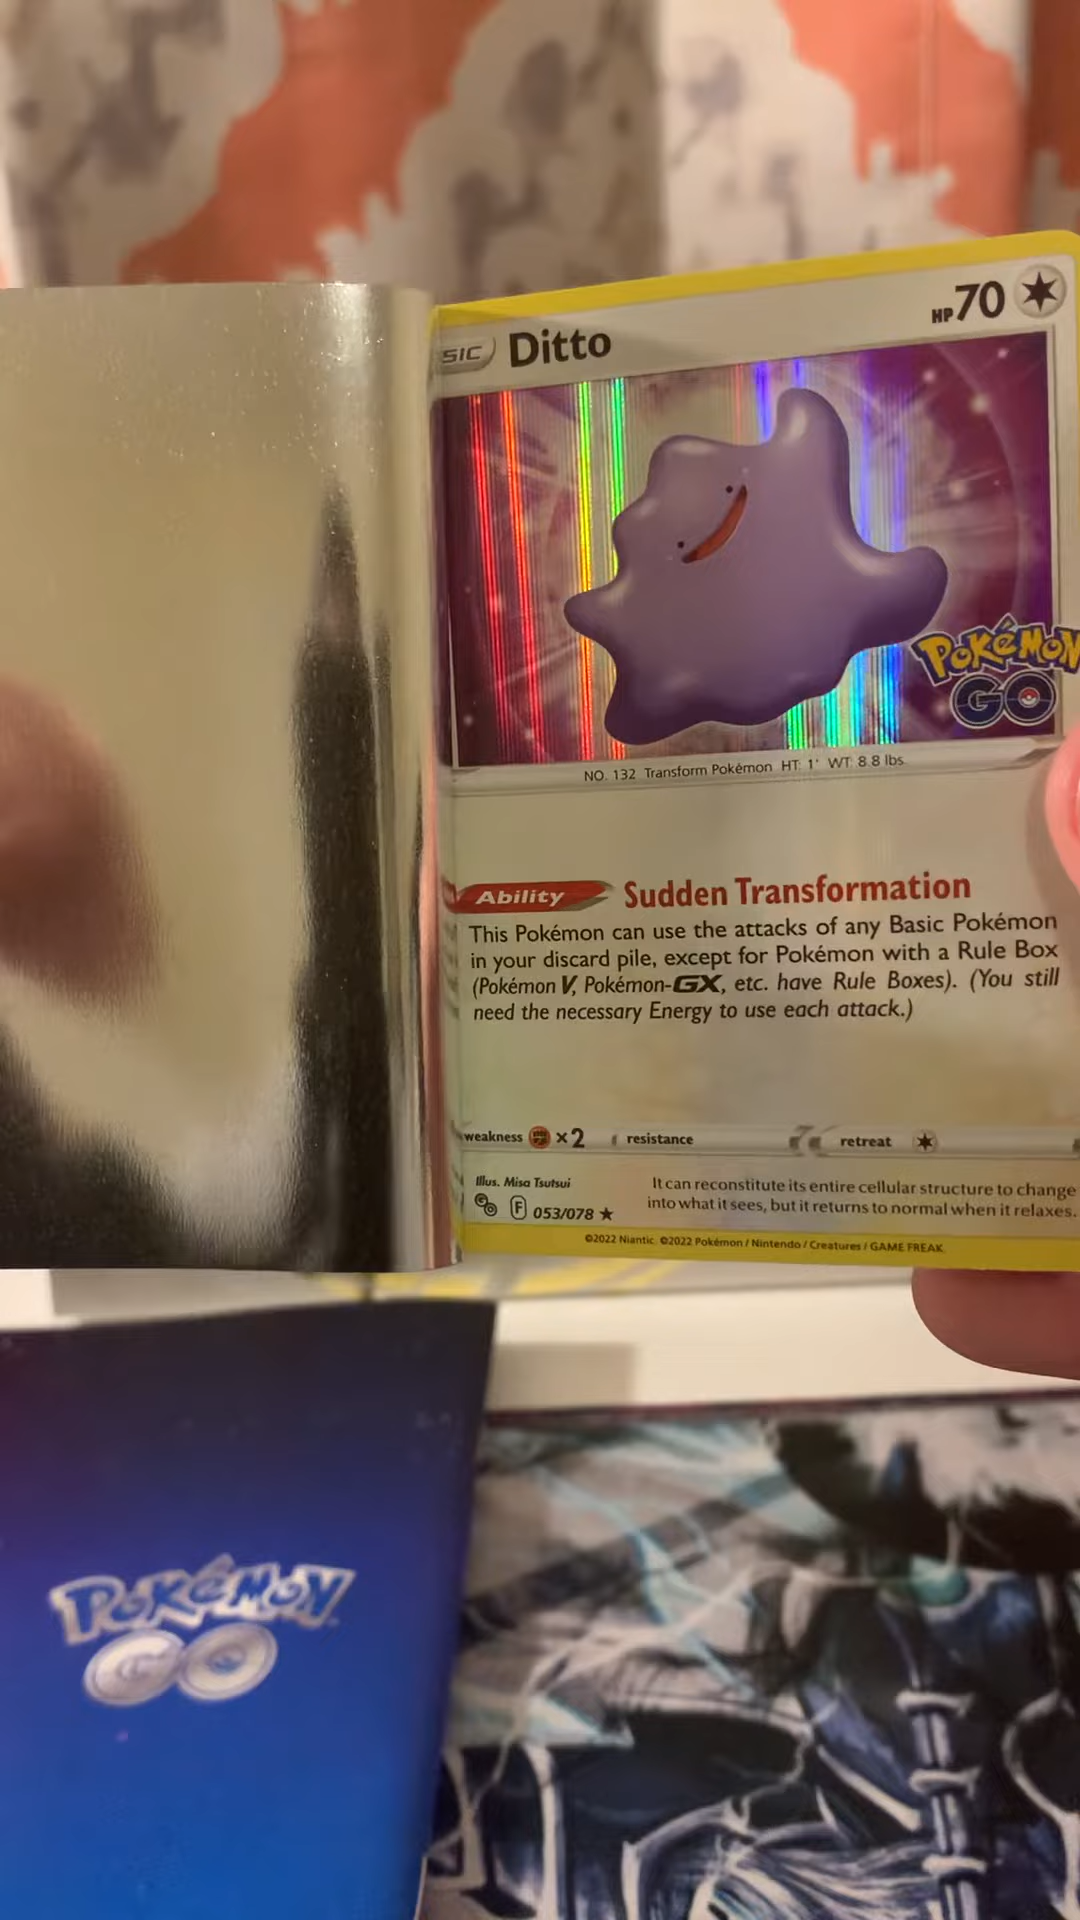 SIC Ditto HP70
POKÉMON
GO
NO. 132 Transform Pokémon HT: 1' WT: 8.8 lbs.
Ability Sudden Transformation
This Pokémon can use the attacks of any Basic Pokémon
in your discard pile, except for Pokémon with a Rule Box
(Pokémon V, Pokémon-GX, etc. have Rule Boxes). (You still
need the necessary Energy to use each attack.)
weakness ×2 resistance retreat
Illus. Misa Tsutsui
It can reconstitute its entire cellular structure to change
into what it sees, but it returns to normal when it relaxes.
GO F 053/078 ★
©2022 Niantic. ©2022 Pokémon / Nintendo / Creatures / GAME FREAK.
POKÉMON
GO